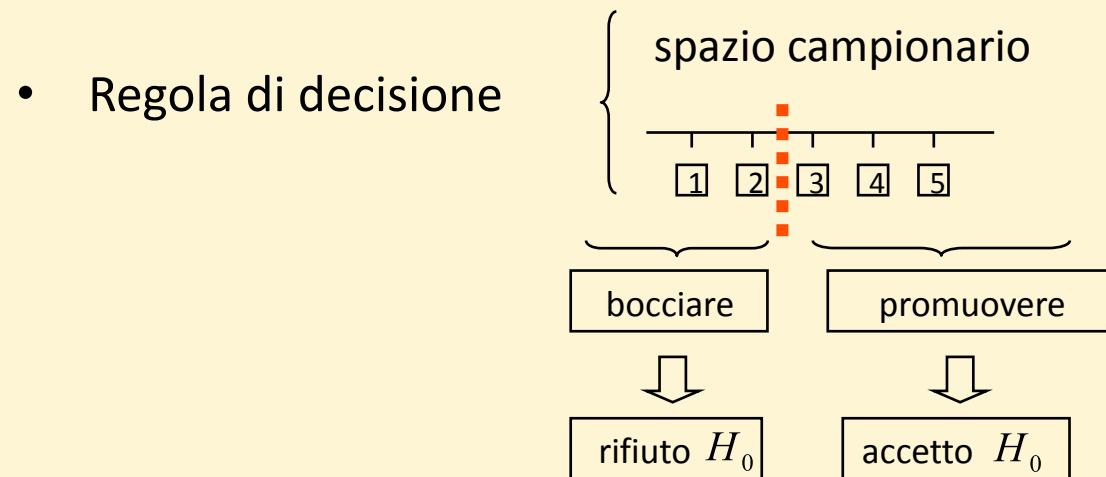 spazio campionario
• Regola di decisione
1 2 3 4 5
bocciare promuovere
rifiuto H₀ accetto H₀